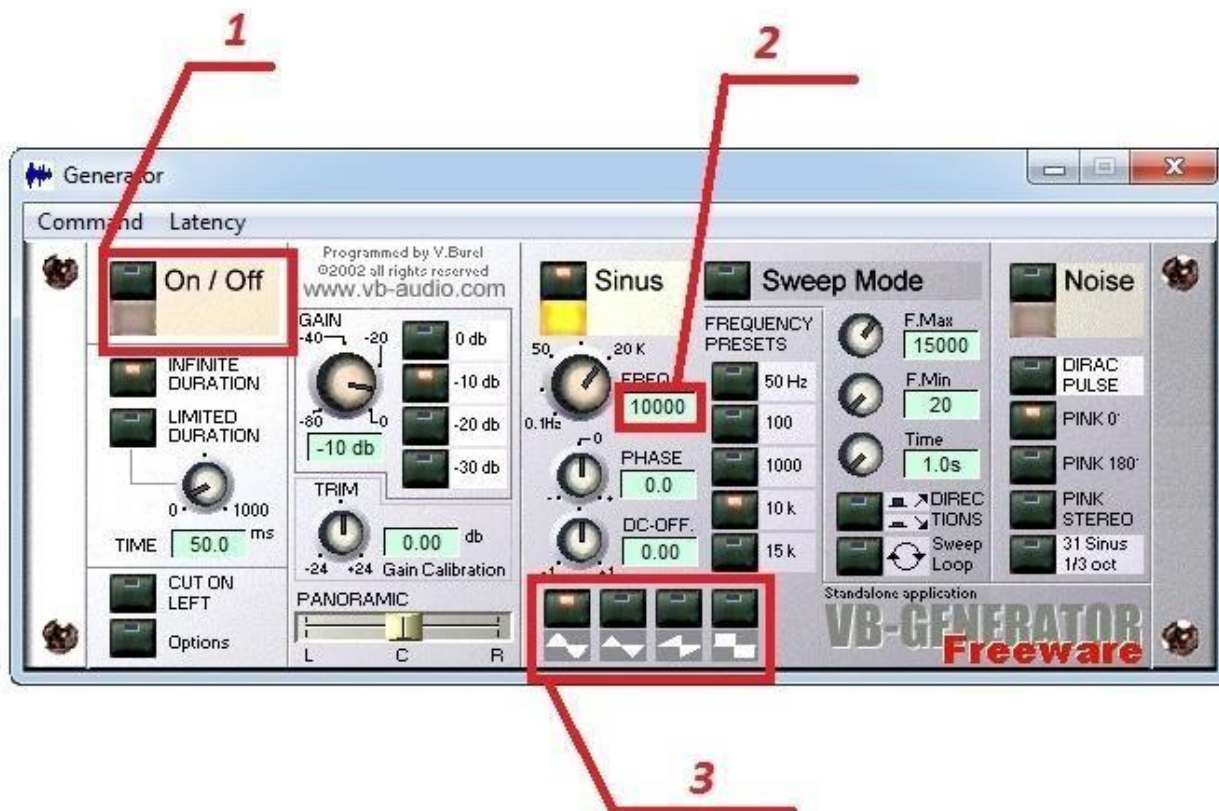 1
2
Generator
Command Latency
On / Off
INFINITE
DURATION
LIMITED
DURATION
0 1000
TIME 50.0 ms
CUT ON
LEFT
Options
Programmed by V.Burel
©2002 all rights reserved
www.vb-audio.com
GAIN
-40 -20
-80 0
-10 db
0 db
-10 db
-20 db
-30 db
TRIM
-24 +24
0.00 db
Gain Calibration
PANORAMIC
L C R
Sinus
50 20 K
0.1Hz
FREQ
10000
0
PHASE
0.0
- +
DC-OFF.
0.00
-1 +1
Sweep Mode
FREQUENCY
PRESETS
50 Hz
100
1000
10 k
15 k
F.Max
15000
F.Min
20
Time
1.0s
DIREC
TIONS
Sweep
Loop
Noise
DIRAC
PULSE
PINK 0°
PINK 180°
PINK
STEREO
31 Sinus
1/3 oct
Standalone application
VB-GENERATOR
Freeware
3